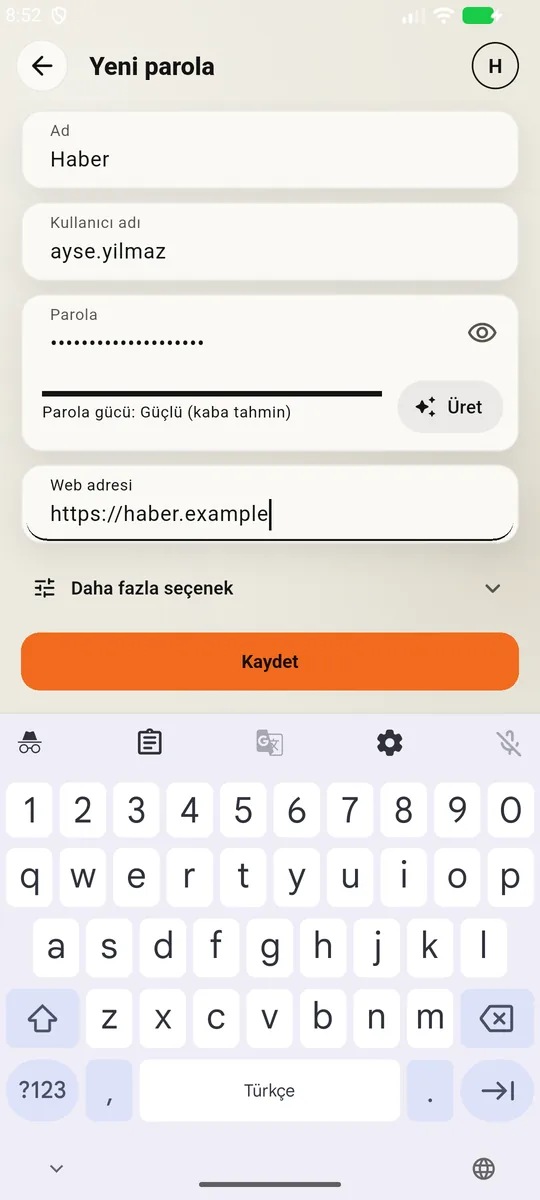 8:52
Yeni parola
H
Ad
Haber
Kullanıcı adı
ayse.yilmaz
Parola
••••••••••••••••••••
Parola gücü: Güçlü (kaba tahmin)
Üret
Web adresi
https://haber.example
Daha fazla seçenek
Kaydet
1 2 3 4 5 6 7 8 9 0
q w e r t y u i o p
a s d f g h j k l
z x c v b n m
?123 , Türkçe .